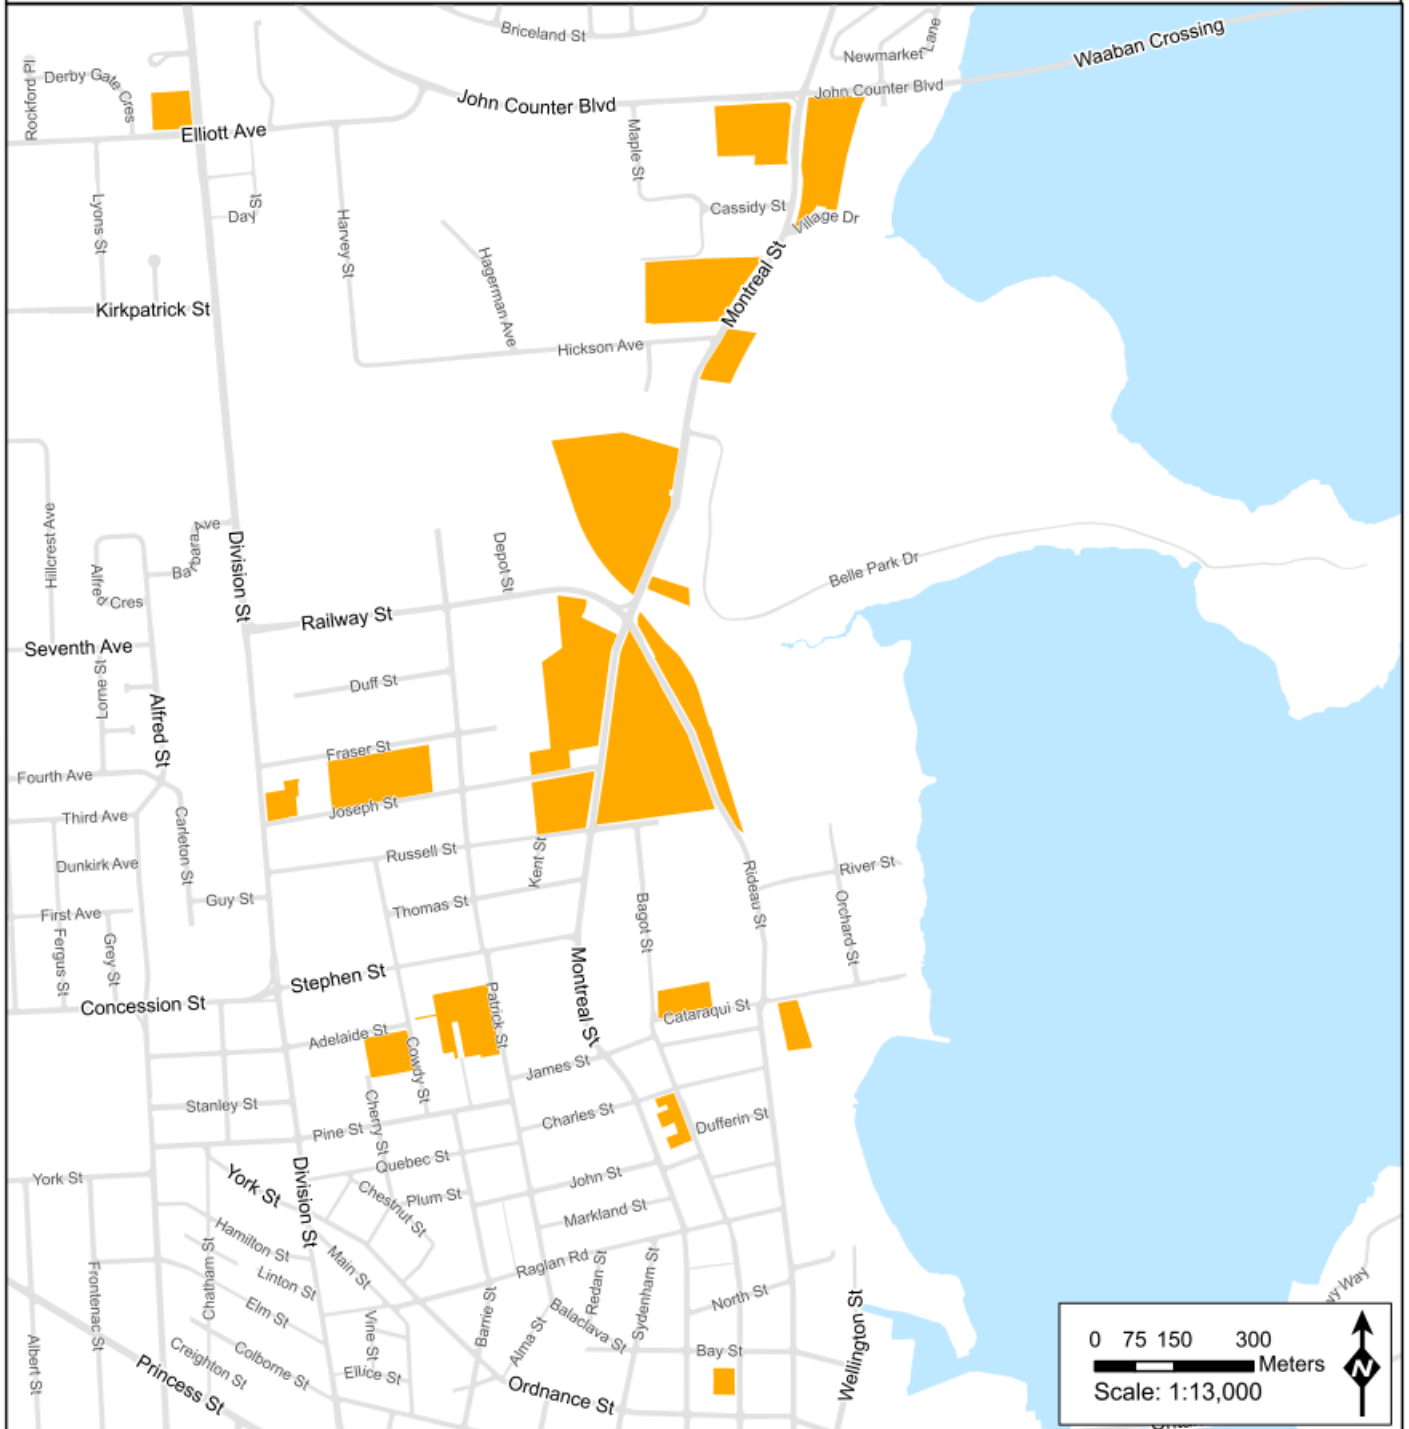 Briceland St
Newmarket Lane
Waaban Crossing
Rockford Pl
Derby Gate Cres
John Counter Blvd
John Counter Blvd
Elliott Ave
Maple St
Lyons St
Day St
Harvey St
Cassidy St
Village Dr
Hagerman Ave
Montreal St
Kirkpatrick St
Hickson Ave
Hillcrest Ave
Barbara Ave
Division St
Depot St
Alfred Cres
Belle Park Dr
Railway St
Seventh Ave
Lorne St
Duff St
Alfred St
Fraser St
Fourth Ave
Joseph St
Third Ave
Carleton St
Dunkirk Ave
Russell St
Kent St
River St
Rideau St
Guy St
Thomas St
Bagot St
Orchard St
First Ave
Fergus St
Grey St
Stephen St
Montreal St
Concession St
Patrick St
Cataraqui St
Adelaide St
Cowdy St
James St
Stanley St
Cherry St
Pine St
Charles St
Dufferin St
Quebec St
York St
York St
Division St
John St
Chestnut St
Plum St
Markland St
Hamilton St
Chatham St
Main St
Raglan Rd
Redan St
Sydenham St
Linton St
Frontenac St
Elm St
Vine St
Barrie St
Alma St
Balaclava St
North St
Wellington St
Bay St
Albert St
Creighton St
Colborne St
Ellice St
Princess St
Ordnance St
Way
0 75 150 300
Meters
Scale: 1:13,000
N